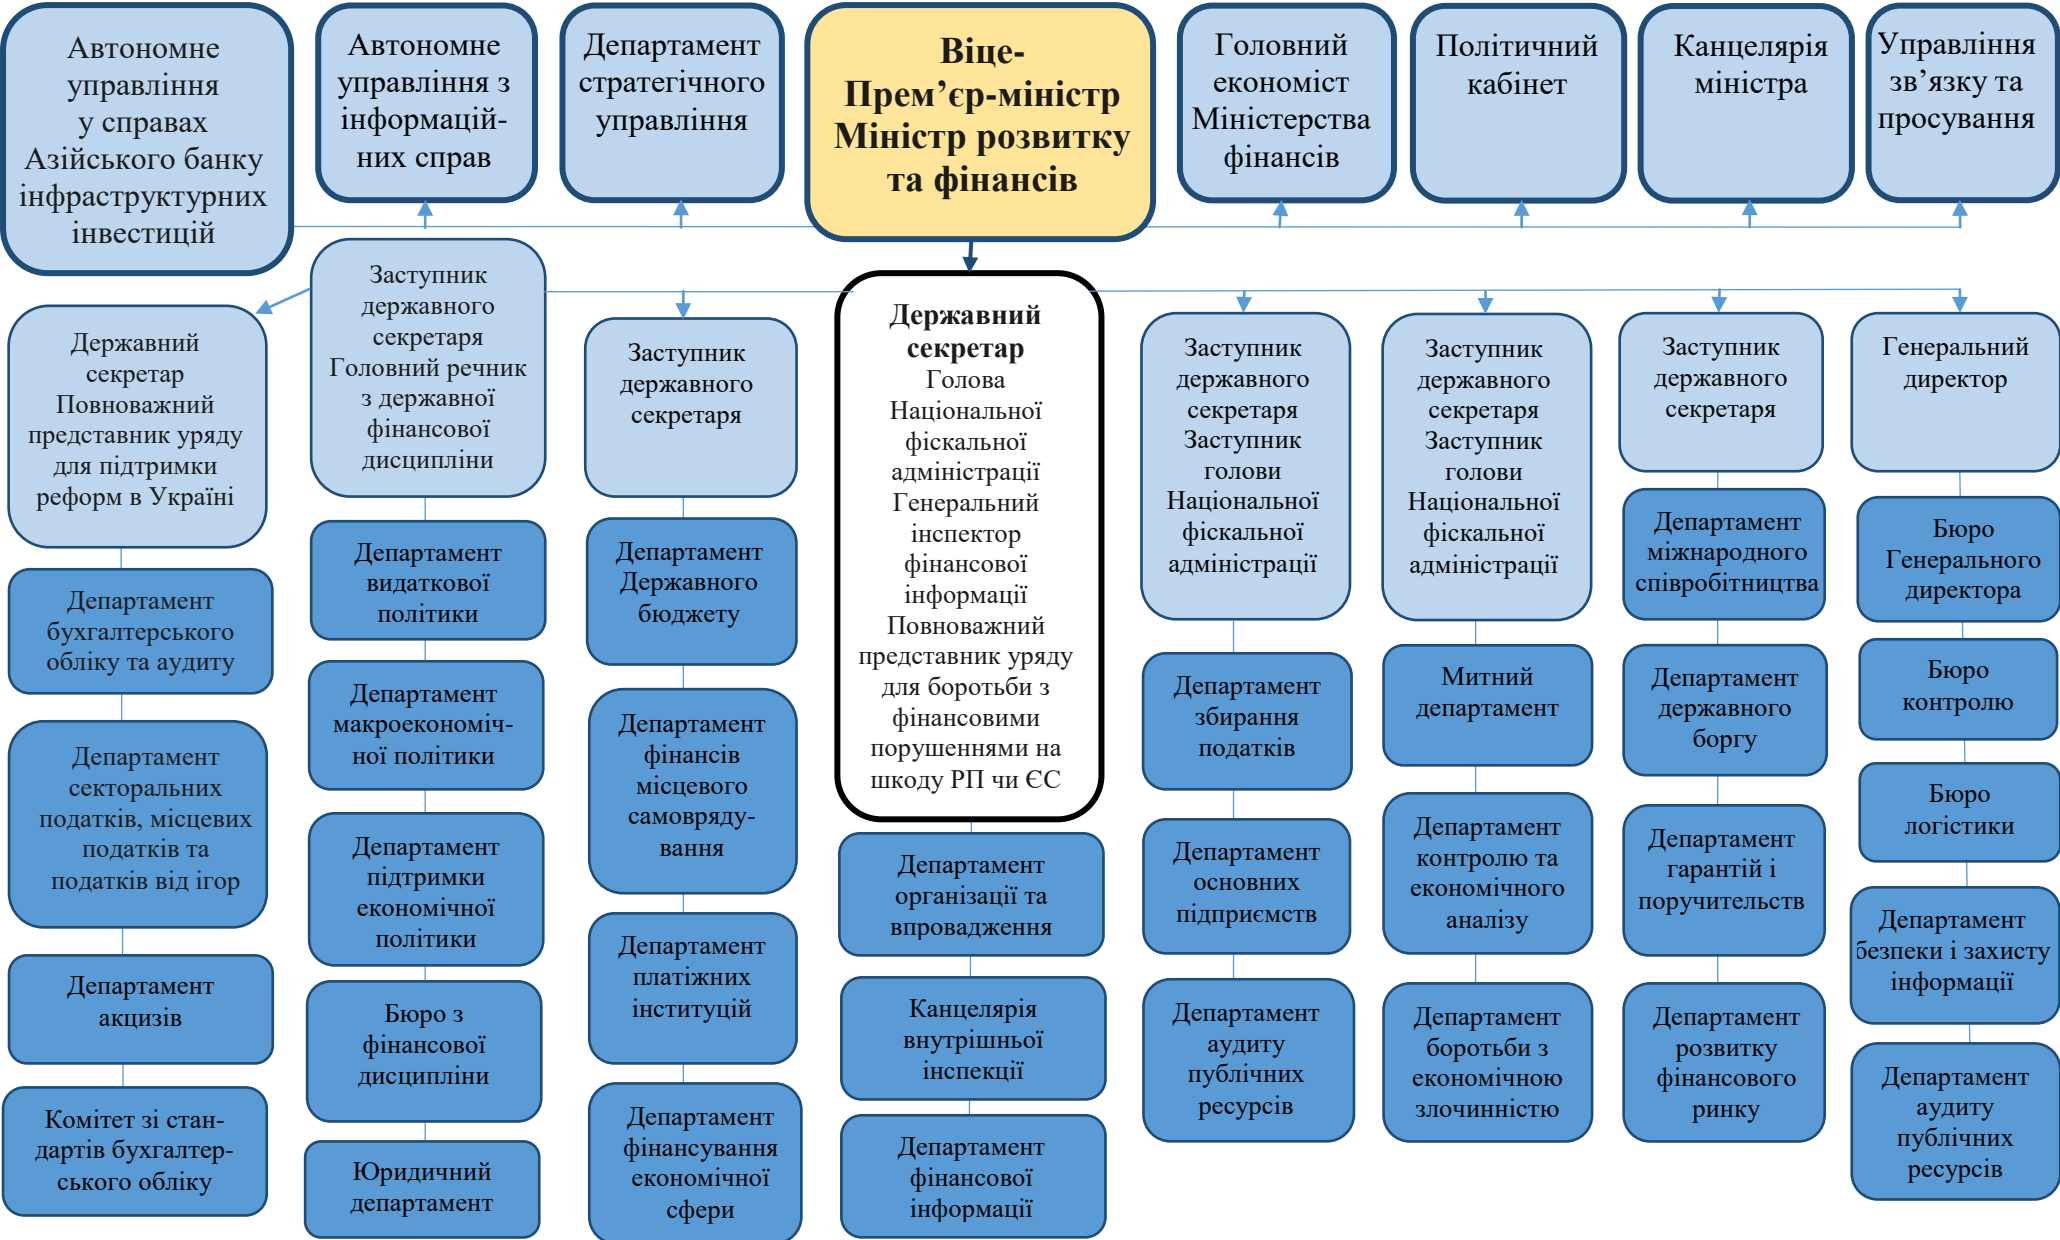 Автономне
управління
у справах
Азійського банку
інфраструктурних
інвестицій
Автономне
управління з
інформацій-
них справ
Департамент
стратегічного
управління
Віце-
Прем’єр-міністр
Міністр розвитку
та фінансів
Головний
економіст
Міністерства
фінансів
Політичний
кабінет
Канцелярія
міністра
Управління
зв’язку та
просування
Державний
секретар
Повноважний
представник уряду
для підтримки
реформ в Україні
Департамент
бухгалтерського
обліку та аудиту
Департамент
секторальних
податків, місцевих
податків та
податків від ігор
Департамент
акцизів
Комітет зі стан-
дартів бухгалтер-
ського обліку
Заступник
державного
секретаря
Головний речник
з державної
фінансової
дисципліни
Департамент
видаткової
політики
Департамент
макроекономіч-
ної політики
Департамент
підтримки
економічної
політики
Бюро з
фінансової
дисципліни
Юридичний
департамент
Заступник
державного
секретаря
Департамент
Державного
бюджету
Департамент
фінансів
місцевого
самовряду-
вання
Департамент
платіжних
інституцій
Департамент
фінансування
економічної
сфери
Державний
секретар
Голова
Національної
фіскальної
адміністрації
Генеральний
інспектор
фінансової
інформації
Повноважний
представник уряду
для боротьби з
фінансовими
порушеннями на
шкоду РП чи ЄС
Департамент
організації та
впровадження
Канцелярія
внутрішньої
інспекції
Департамент
фінансової
інформації
Заступник
державного
секретаря
Заступник
голови
Національної
фіскальної
адміністрації
Департамент
збирання
податків
Департамент
основних
підприємств
Департамент
аудиту
публічних
ресурсів
Заступник
державного
секретаря
Заступник
голови
Національної
фіскальної
адміністрації
Митний
департамент
Департамент
контролю та
економічного
аналізу
Департамент
боротьби з
економічною
злочинністю
Заступник
державного
секретаря
Департамент
міжнародного
співробітництва
Департамент
державного
боргу
Департамент
гарантій і
поручительств
Департамент
розвитку
фінансового
ринку
Генеральний
директор
Бюро
Генерального
директора
Бюро
контролю
Бюро
логістики
Департамент
безпеки і захисту
інформації
Департамент
аудиту
публічних
ресурсів